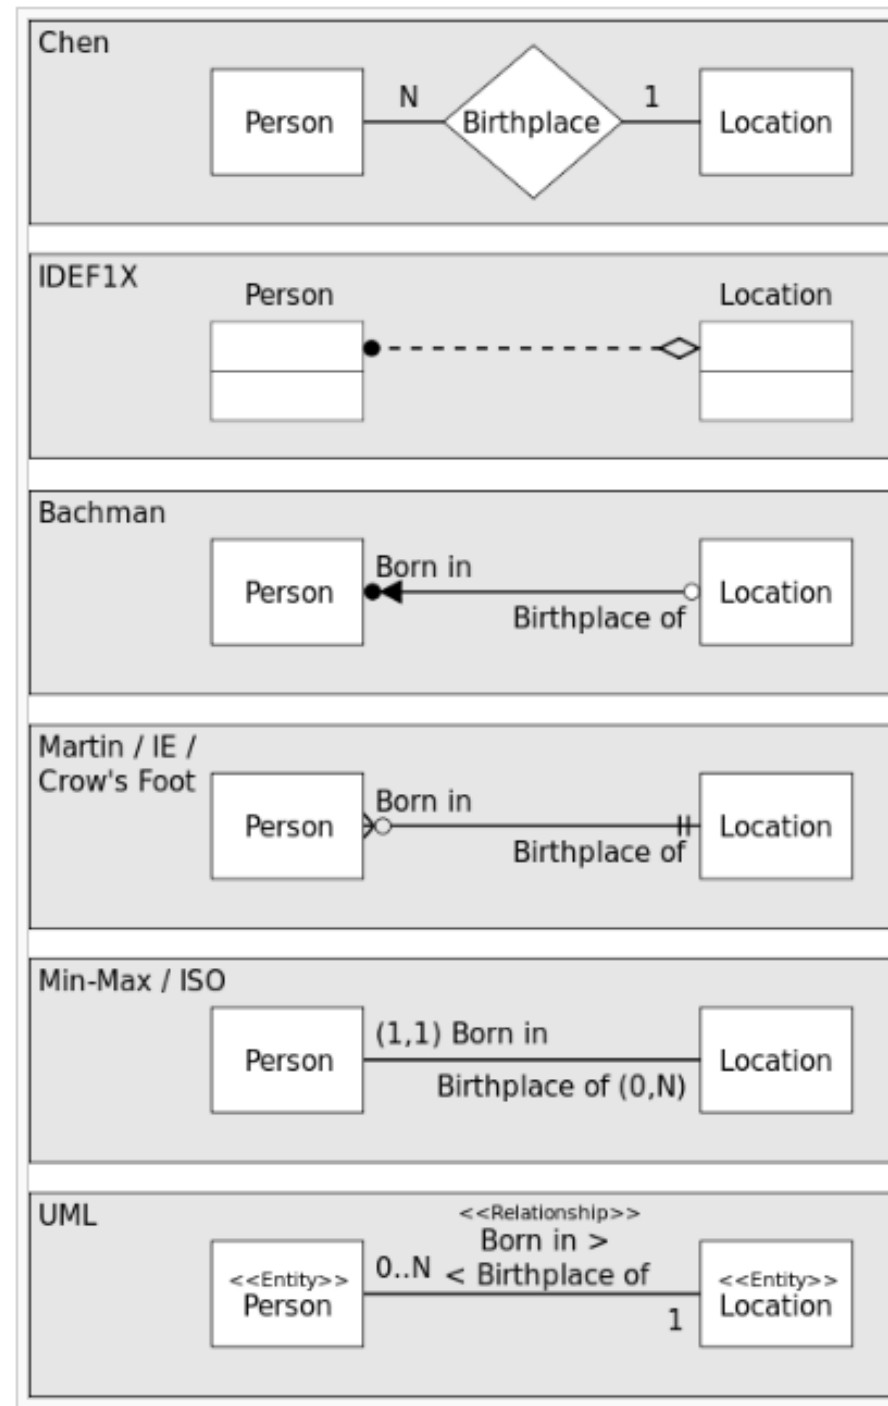 Chen
Person
N
Birthplace
1
Location
IDEF1X
Person
Location
Bachman
Person
Born in
Birthplace of
Location
Martin / IE /
Crow's Foot
Person
Born in
Birthplace of
Location
Min-Max / ISO
Person
(1,1) Born in
Birthplace of (0,N)
Location
UML
<<Entity>>
Person
0..N
<<Relationship>>
Born in >
< Birthplace of
1
<<Entity>>
Location